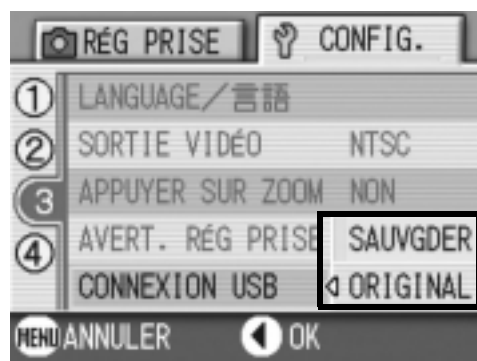 RÉG PRISE CONFIG.
1 LANGUAGE/言語
2 SORTIE VIDÉO NTSC
3 APPUYER SUR ZOOM NON
4 AVERT. RÉG PRISE SAUVGDER
CONNEXION USB ORIGINAL
MENU ANNULER OK